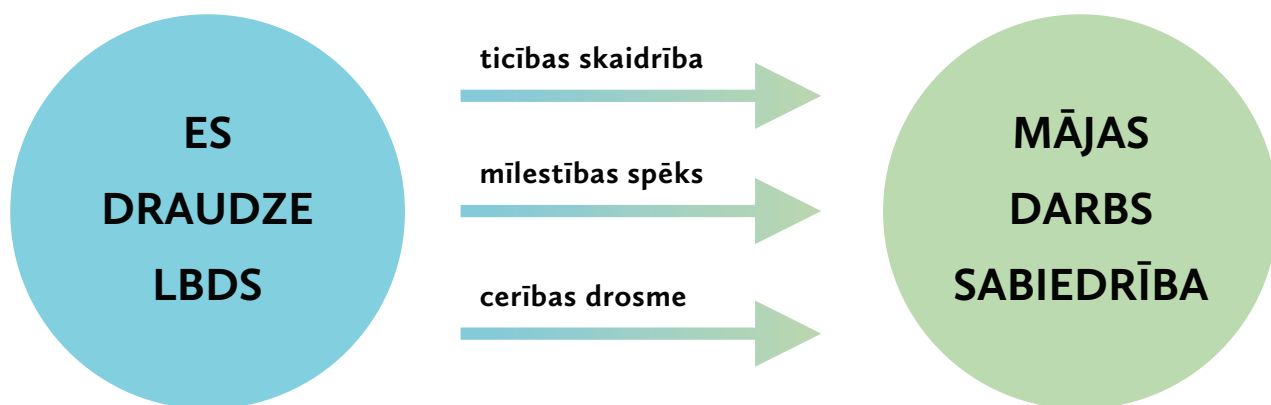 ES
DRAUDZE
LBDS
ticības skaidrība
mīlestības spēks
cerības drosme
MĀJAS
DARBS
SABIEDRĪBA